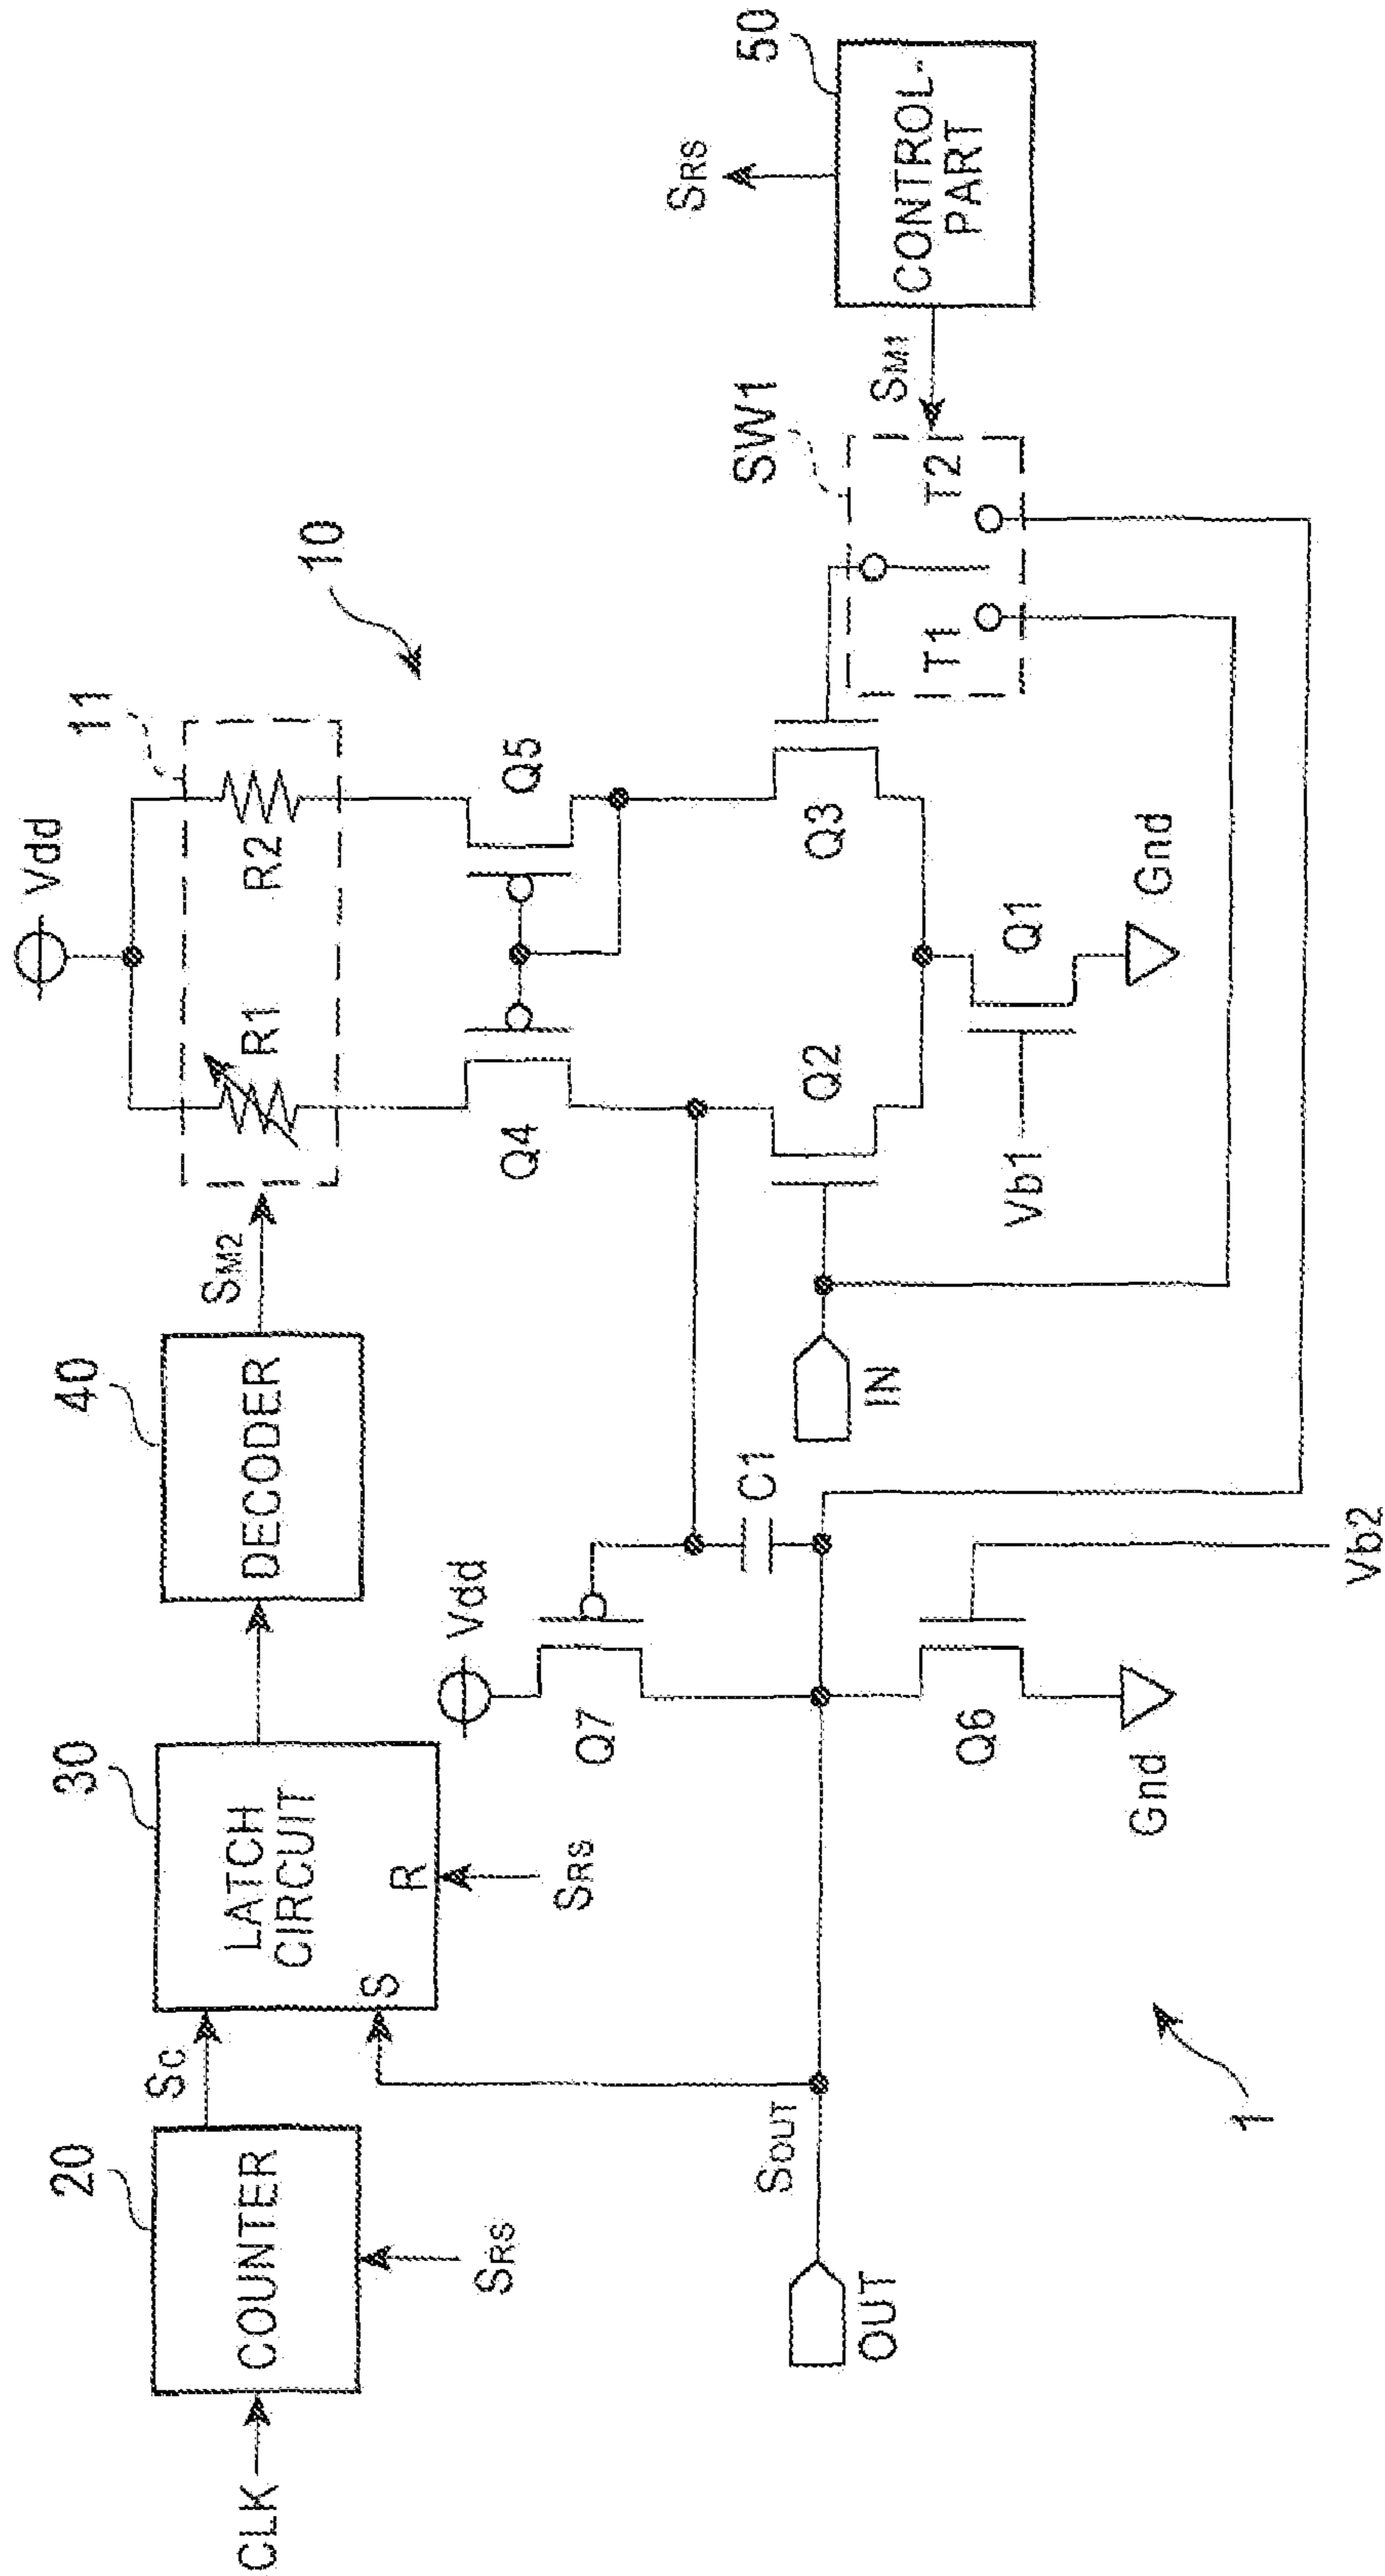 CLK
COUNTER
20
SRS
SC
LATCH
CIRCUIT
S
R
30
SRS
DECODER
40
SM2
11
R1
R2
Vdd
10
Q4
Q5
Q2
Q3
Q1
Vb1
Gnd
SW1
T1
T2
SM1
CONTROL-
PART
50
SRS
Vdd
Q7
C1
IN
Q6
Gnd
Vb2
SOUT
OUT
1